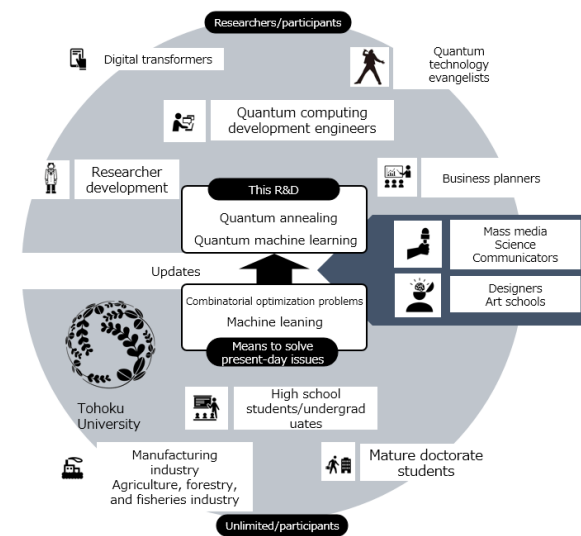 Researchers/participants
Digital transformers
Quantum
technology
evangelists
Quantum computing
development engineers
Researcher
development
Business planners
This R&D
Quantum annealing
Quantum machine learning
Mass media
Science
Communicators
Updates
Designers
Art schools
Combinatorial optimization problems
Machine leaning
Means to solve
present-day issues
Tohoku
University
High school
students/undergrad
uates
Manufacturing
industry
Agriculture, forestry,
and fisheries industry
Mature doctorate
students
Unlimited/participants